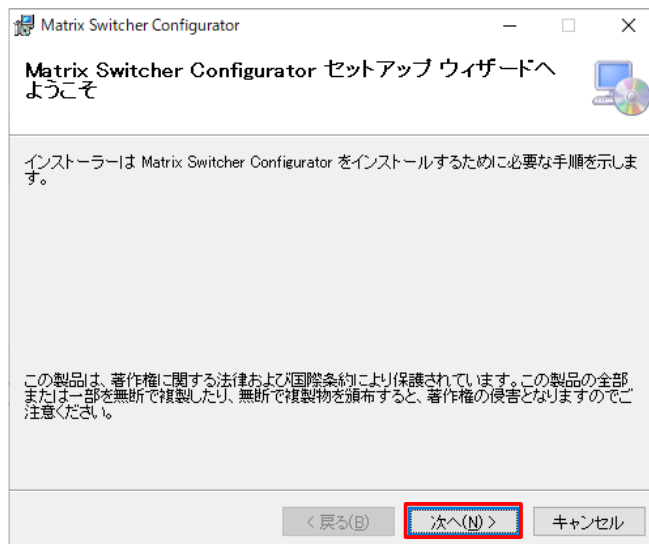 Matrix Switcher Configurator
Matrix Switcher Configurator セットアップ ウィザードへ
ようこそ
インストーラーは Matrix Switcher Configurator をインストールするために必要な手順を示しま
す。
この製品は、著作権に関する法律および国際条約により保護されています。この製品の全部
または一部を無断で複製したり、無断で複製物を頒布すると、著作権の侵害となりますのでご
注意ください。
< 戻る(B)
次へ(N) >
キャンセル